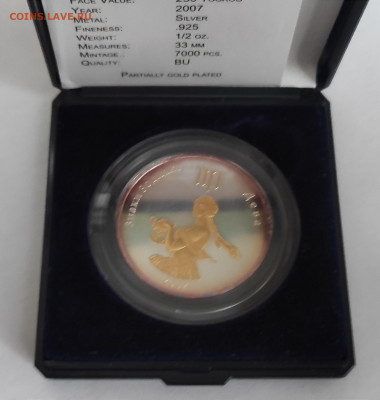 COINS.LAVE.RU
FACE VALUE:
YEAR: 2007
METAL: SILVER
FINENESS: .925
WEIGHT: 1/2 OZ.
MEASURES: 33 MM
MINTAGE: 7000 PCS.
QUALITY: BU
PARTIALLY GOLD PLATED
Дева